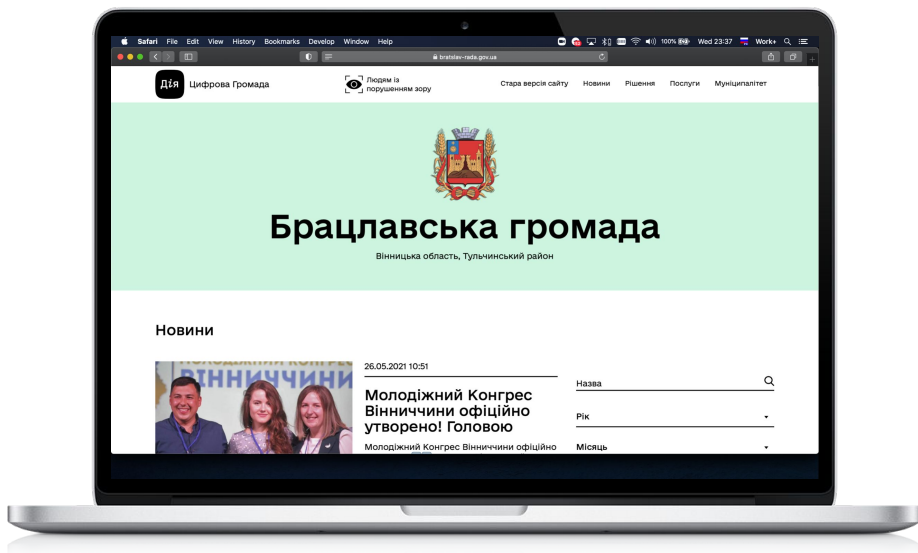 Safari File Edit View History Bookmarks Develop Window Help 100% Wed 23:37 Work+
bratslav-rada.gov.ua
Дія Цифрова Громада
Людям із
порушенням зору
Стара версія сайту Новини Рішення Послуги Муніципалітет
Брацлавська громада
Вінницька область, Тульчинський район
Новини
26.05.2021 10:51
Молодіжний Конгрес
Вінниччини офіційно
утворено! Головою
Молодіжний Конгрес Вінниччини офіційно
Назва
Рік
Місяць
ВІННИЧЧИНИ